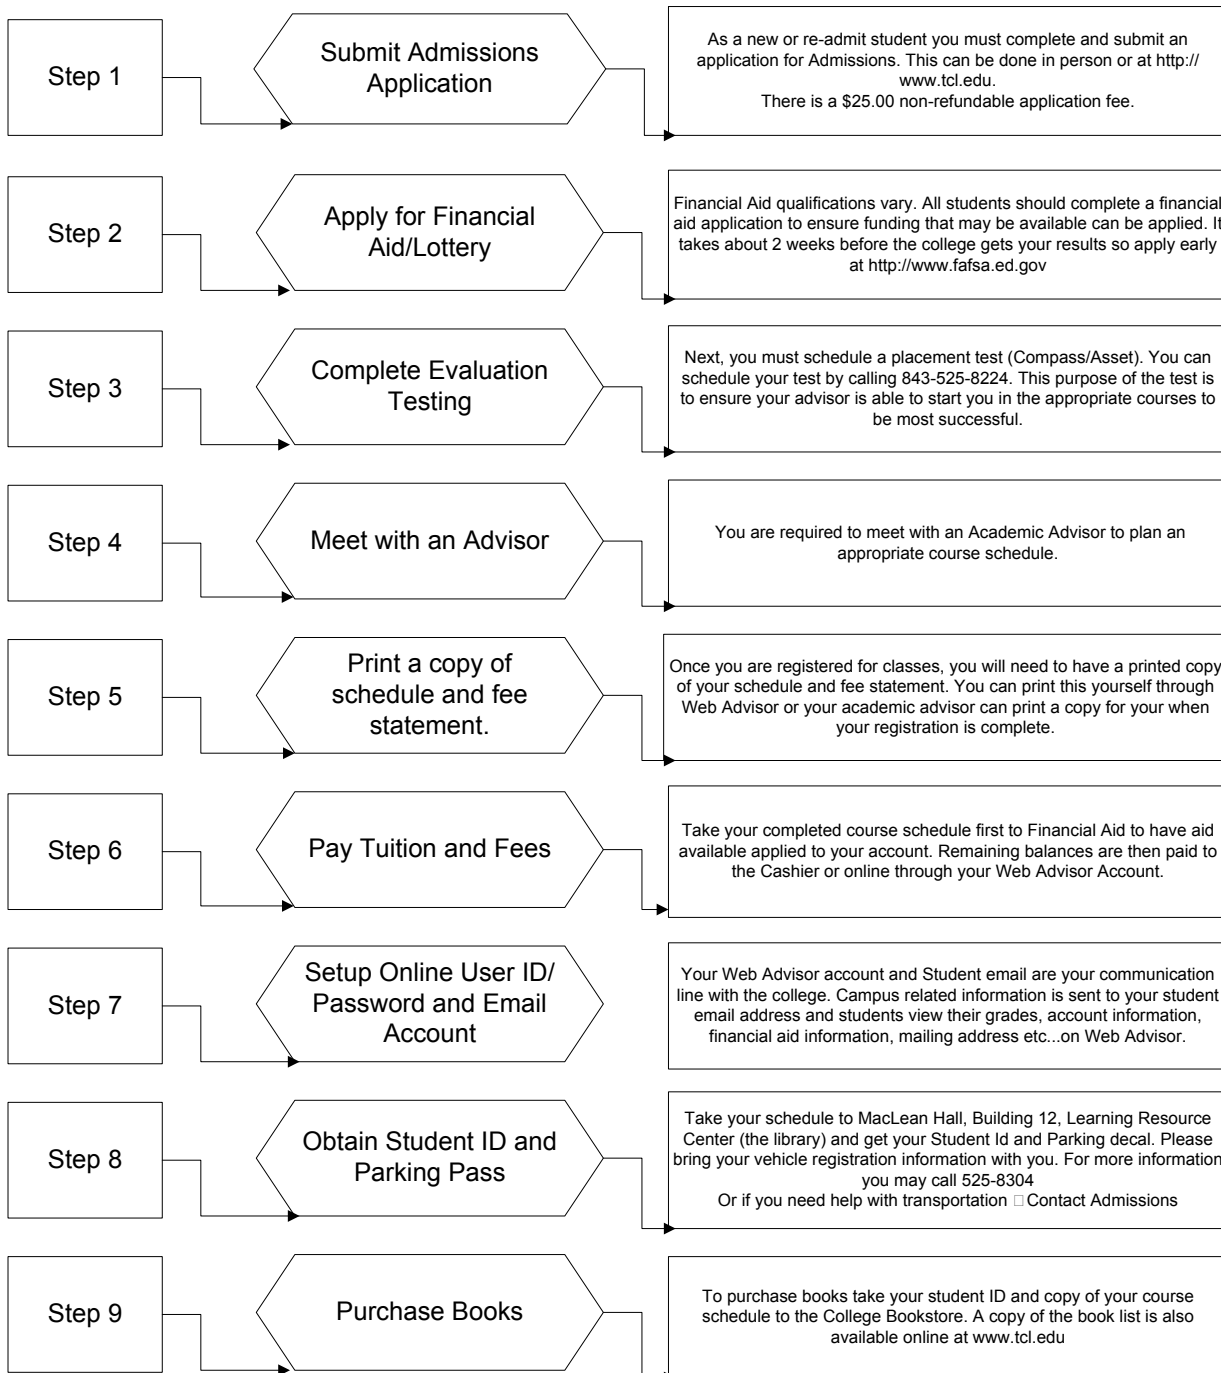 Step 1
Submit Admissions
Application
As a new or re-admit student you must complete and submit an
application for Admissions. This can be done in person or at http://
www.tcl.edu.
There is a $25.00 non-refundable application fee.
Step 2
Apply for Financial
Aid/Lottery
Financial Aid qualifications vary. All students should complete a financial
aid application to ensure funding that may be available can be applied. It
takes about 2 weeks before the college gets your results so apply early
at http://www.fafsa.ed.gov
Step 3
Complete Evaluation
Testing
Next, you must schedule a placement test (Compass/Asset). You can
schedule your test by calling 843-525-8224. This purpose of the test is
to ensure your advisor is able to start you in the appropriate courses to
be most successful.
Step 4
Meet with an Advisor
You are required to meet with an Academic Advisor to plan an
appropriate course schedule.
Step 5
Print a copy of
schedule and fee
statement.
Once you are registered for classes, you will need to have a printed copy
of your schedule and fee statement. You can print this yourself through
Web Advisor or your academic advisor can print a copy for your when
your registration is complete.
Step 6
Pay Tuition and Fees
Take your completed course schedule first to Financial Aid to have aid
available applied to your account. Remaining balances are then paid to
the Cashier or online through your Web Advisor Account.
Step 7
Setup Online User ID/
Password and Email
Account
Your Web Advisor account and Student email are your communication
line with the college. Campus related information is sent to your student
email address and students view their grades, account information,
financial aid information, mailing address etc...on Web Advisor.
Step 8
Obtain Student ID and
Parking Pass
Take your schedule to MacLean Hall, Building 12, Learning Resource
Center (the library) and get your Student Id and Parking decal. Please
bring your vehicle registration information with you. For more information
you may call 525-8304
Or if you need help with transportation □Contact Admissions
Step 9
Purchase Books
To purchase books take your student ID and copy of your course
schedule to the College Bookstore. A copy of the book list is also
available online at www.tcl.edu